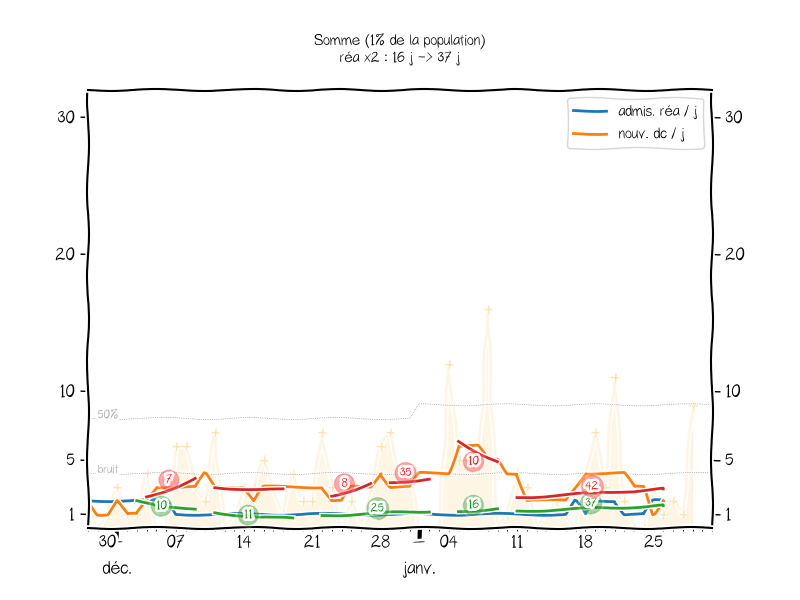 Somme (1% de la population)
réa x2 : 16 j -> 37 j
admis. réa / j
nouv. dc / j
30 30
20 20
10 10
50%
5 5
bruit
1 1
7 10 11 8 25 35 10 16 42 37
30 07 14 21 28 1 04 11 18 25
déc. janv.